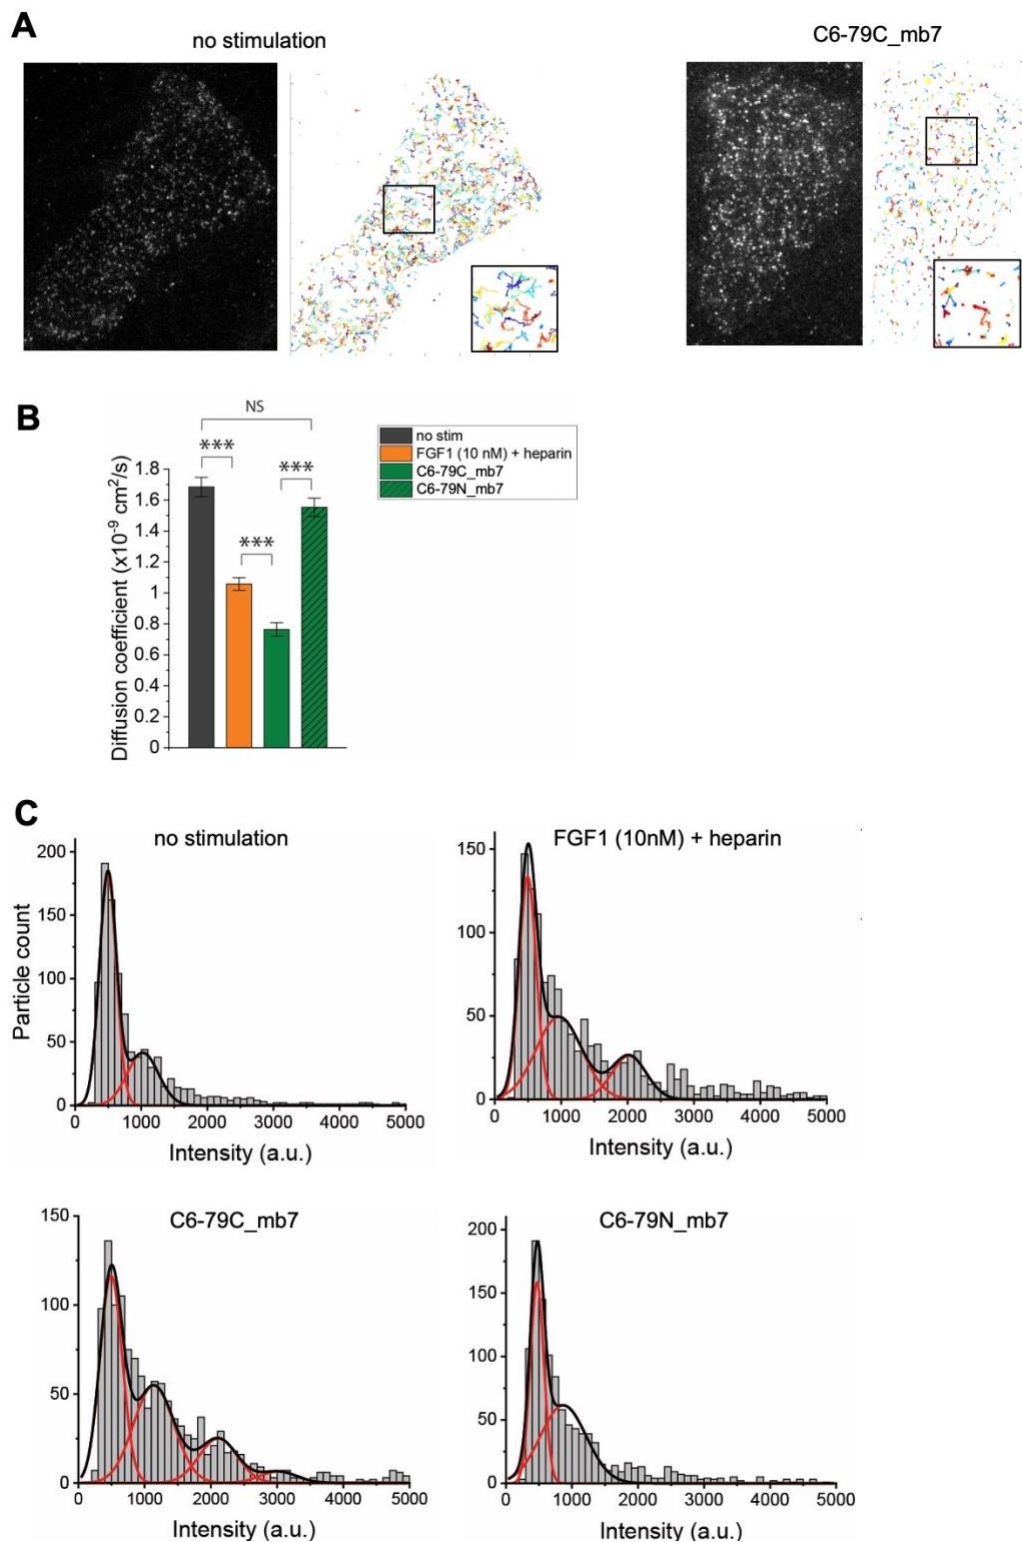 A
no stimulation
C6-79C_mb7
B
NS
***
***
***
no stim
FGF1 (10 nM) + heparin
C6-79C_mb7
C6-79N_mb7
Diffusion coefficient (x10⁻⁹ cm²/s)
1.8
1.6
1.4
1.2
1
0.8
0.6
0.4
0.2
0
C
no stimulation
Particle count
200
150
100
50
0
0 1000 2000 3000 4000 5000
Intensity (a.u.)
FGF1 (10nM) + heparin
150
100
50
0
0 1000 2000 3000 4000 5000
Intensity (a.u.)
C6-79C_mb7
150
100
50
0
0 1000 2000 3000 4000 5000
Intensity (a.u.)
C6-79N_mb7
200
150
100
50
0
0 1000 2000 3000 4000 5000
Intensity (a.u.)